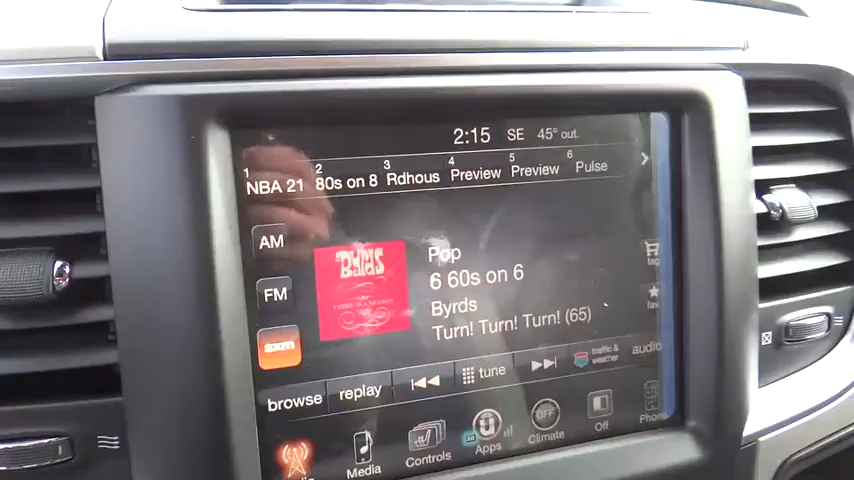 2:15 SE 45° out.
1 2 3 4 5 6
NBA 21 80s on 8 Rdhous Preview Preview Pulse
AM
FM
sxm
BYRDS
Pop
6 60s on 6
Byrds
Turn! Turn! Turn! (65)
tag
fav
browse replay tune traffic & weather audio
Media Controls Apps OFF Climate Off Phone